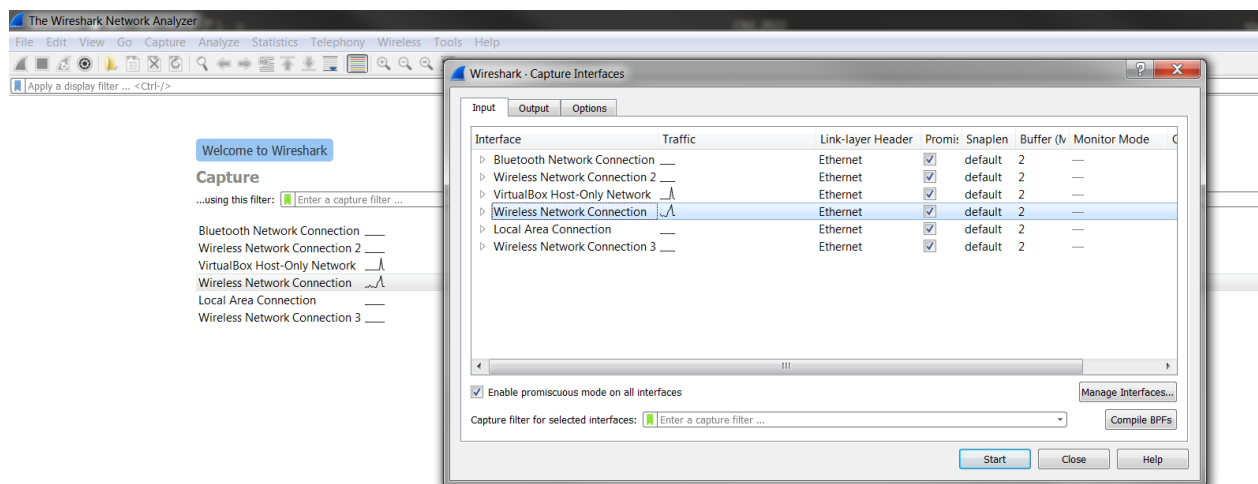 The Wireshark Network Analyzer
File Edit View Go Capture Analyze Statistics Telephony Wireless Tools Help
Apply a display filter ... <Ctrl-/>
Welcome to Wireshark
Capture
...using this filter: Enter a capture filter ...
Bluetooth Network Connection
Wireless Network Connection 2
VirtualBox Host-Only Network
Wireless Network Connection
Local Area Connection
Wireless Network Connection 3
Wireshark · Capture Interfaces
Input Output Options
Interface Traffic Link-layer Header Promis Snaplen Buffer (M Monitor Mode
Bluetooth Network Connection Ethernet default 2 —
Wireless Network Connection 2 Ethernet default 2 —
VirtualBox Host-Only Network Ethernet default 2 —
Wireless Network Connection Ethernet default 2 —
Local Area Connection Ethernet default 2 —
Wireless Network Connection 3 Ethernet default 2 —
Enable promiscuous mode on all interfaces
Manage Interfaces...
Capture filter for selected interfaces: Enter a capture filter ...
Compile BPFs
Start Close Help